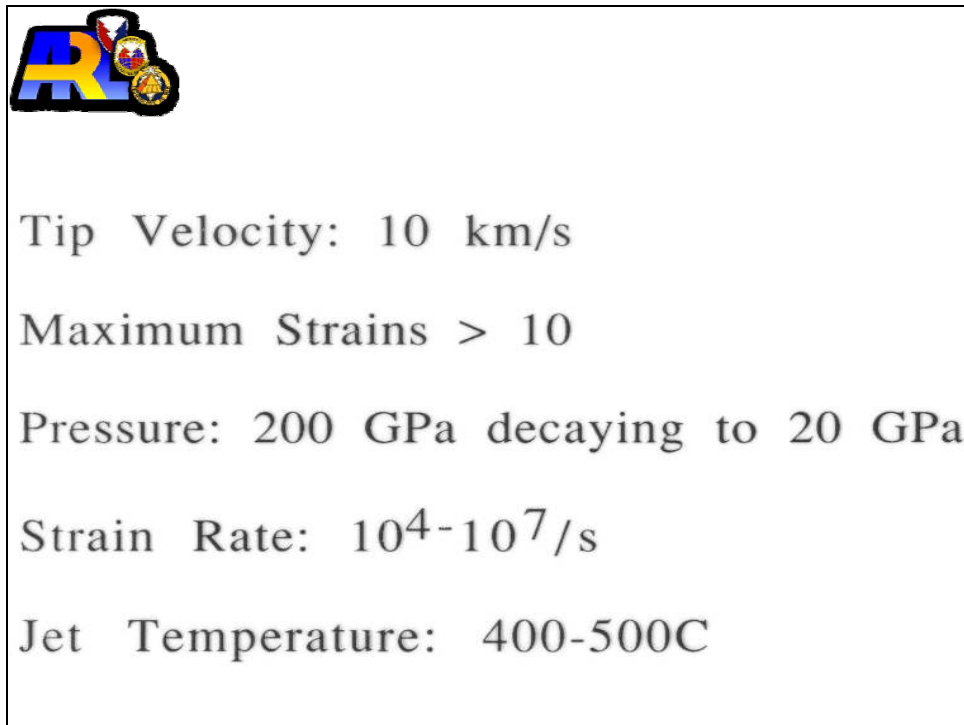 ARL
Tip Velocity: 10 km/s
Maximum Strains > 10
Pressure: 200 GPa decaying to 20 GPa
Strain Rate: 10⁴-10⁷/s
Jet Temperature: 400-500C